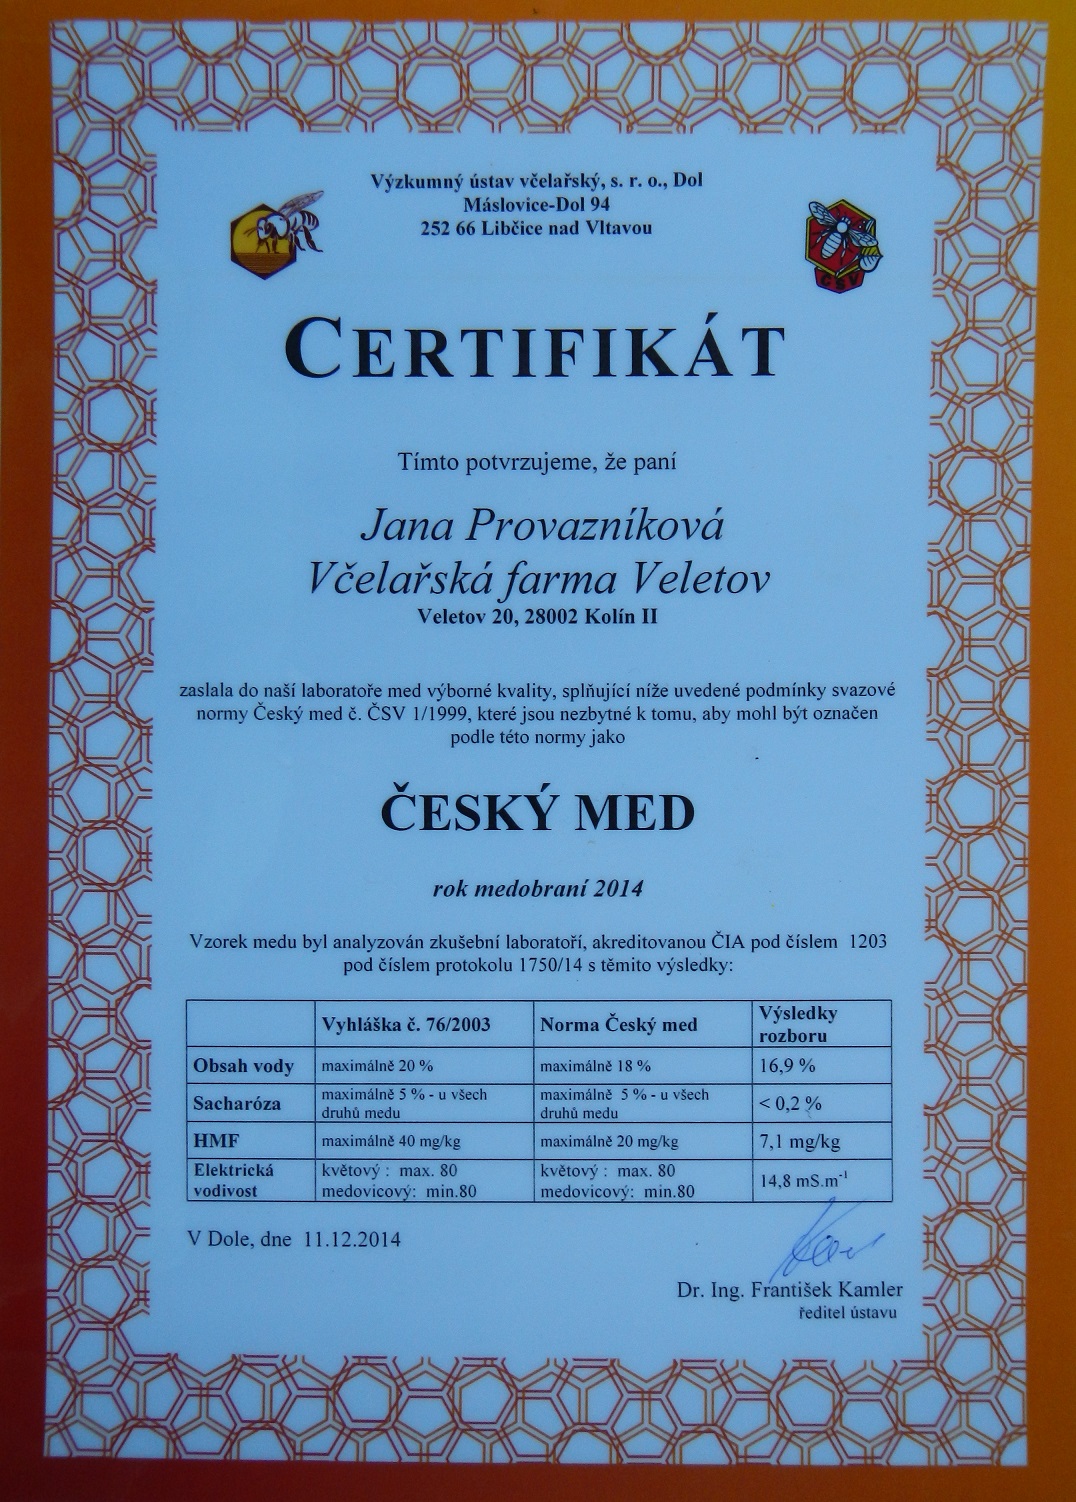 Výzkumný ústav včelařský, s. r. o., Dol
Máslovice-Dol 94
252 66 Libčice nad Vltavou
ČSV
CERTIFIKÁT
Tímto potvrzujeme, že paní
Jana Provazníková
Včelařská farma Veletov
Veletov 20, 28002 Kolín II
zaslala do naší laboratoře med výborné kvality, splňující níže uvedené podmínky svazové
normy Český med č. ČSV 1/1999, které jsou nezbytné k tomu, aby mohl být označen
podle této normy jako
ČESKÝ MED
rok medobraní 2014
Vzorek medu byl analyzován zkušební laboratoří, akreditovanou ČIA pod číslem 1203
pod číslem protokolu 1750/14 s těmito výsledky:
Vyhláška č. 76/2003 Norma Český med Výsledky rozboru
Obsah vody maximálně 20 % maximálně 18 % 16,9 %
Sacharóza maximálně 5 % - u všech druhů medu maximálně 5 % - u všech druhů medu < 0,2 %
HMF maximálně 40 mg/kg maximálně 20 mg/kg 7,1 mg/kg
Elektrická vodivost květový : max. 80 medovicový: min.80 květový : max. 80 medovicový: min.80 14,8 mS.m⁻¹
V Dole, dne 11.12.2014
Dr. Ing. František Kamler
ředitel ústavu